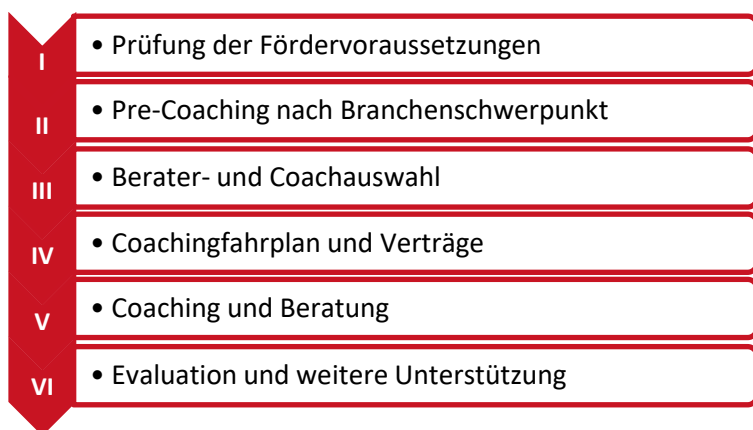 I
• Prüfung der Fördervoraussetzungen
II
• Pre-Coaching nach Branchenschwerpunkt
III
• Berater- und Coachauswahl
IV
• Coachingfahrplan und Verträge
V
• Coaching und Beratung
VI
• Evaluation und weitere Unterstützung